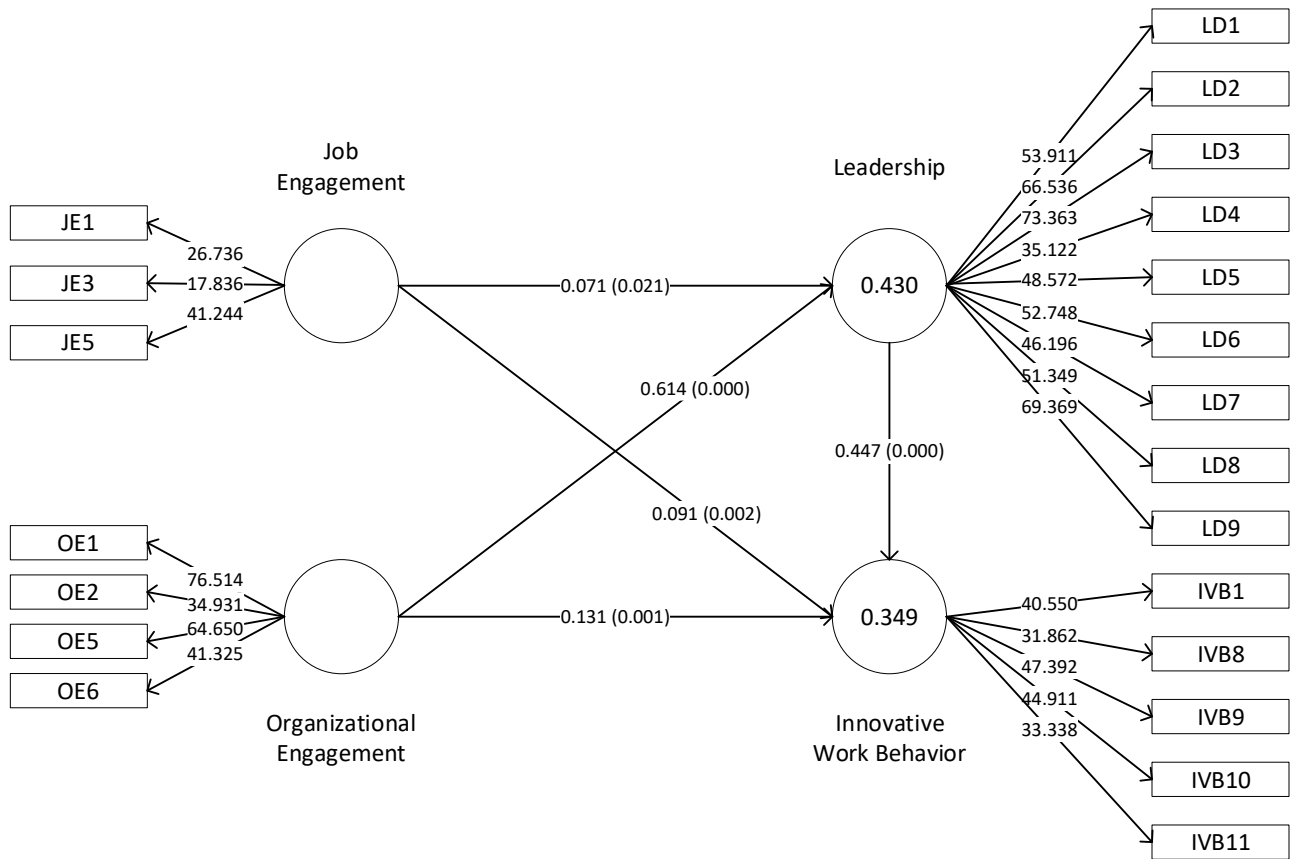 Job
Engagement
JE1
JE3
JE5
26.736
17.836
41.244
OE1
OE2
OE5
OE6
76.514
34.931
64.650
41.325
Organizational
Engagement
0.071 (0.021)
0.614 (0.000)
0.091 (0.002)
0.131 (0.001)
Leadership
0.430
0.447 (0.000)
0.349
Innovative
Work Behavior
53.911
66.536
73.363
35.122
48.572
52.748
46.196
51.349
69.369
LD1
LD2
LD3
LD4
LD5
LD6
LD7
LD8
LD9
40.550
31.862
47.392
44.911
33.338
IVB1
IVB8
IVB9
IVB10
IVB11